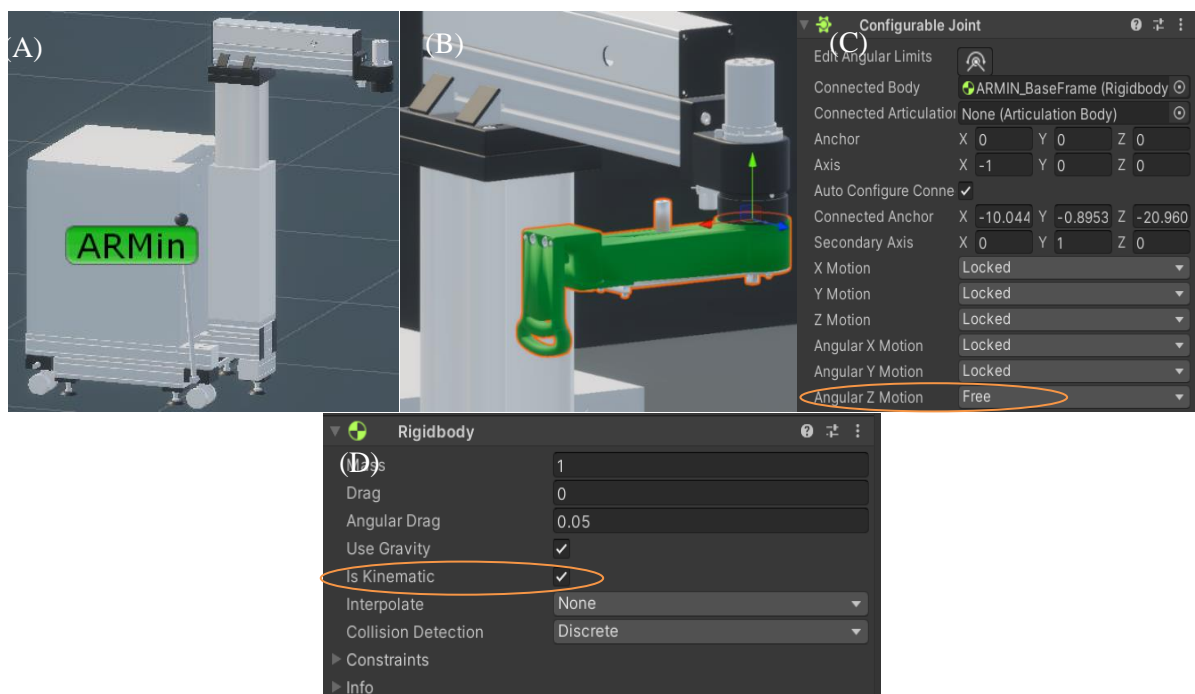 (A)
ARMin
(B)
(C)
Configurable Joint
Edit Angular Limits
Connected Body ARMIN_BaseFrame (Rigidbody
Connected Articulation None (Articulation Body)
Anchor X 0 Y 0 Z 0
Axis X -1 Y 0 Z 0
Auto Configure Conne
Connected Anchor X -10.044 Y -0.8953 Z -20.960
Secondary Axis X 0 Y 1 Z 0
X Motion Locked
Y Motion Locked
Z Motion Locked
Angular X Motion Locked
Angular Y Motion Locked
Angular Z Motion Free
Rigidbody
(D)
Mass 1
Drag 0
Angular Drag 0.05
Use Gravity
Is Kinematic
Interpolate None
Collision Detection Discrete
Constraints
Info